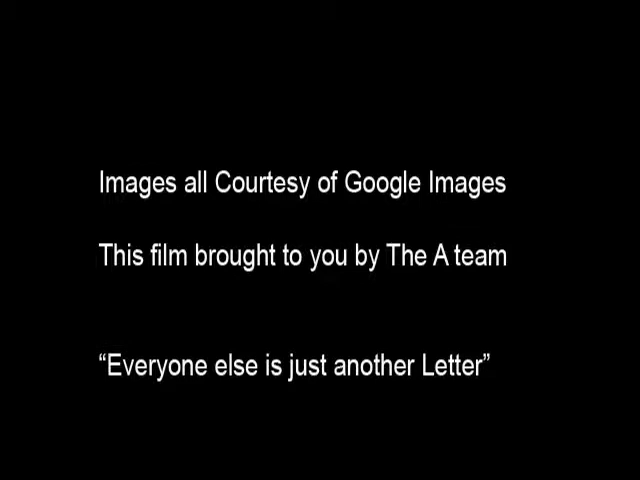 Images all Courtesy of Google Images
This film brought to you by The A team
“Everyone else is just another Letter”